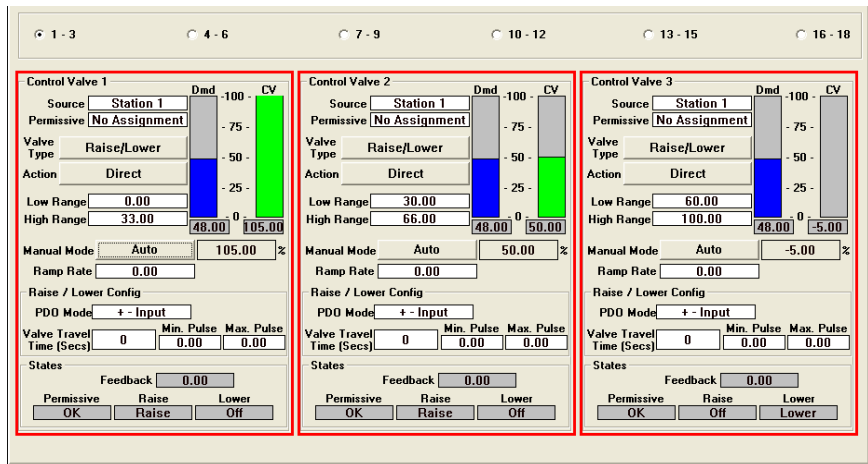 1 - 3 4 - 6 7 - 9 10 - 12 13 - 15 16 - 18
Control Valve 1
Dmd CV
Source Station 1
Permissive No Assignment
Valve Type Raise/Lower
Action Direct
Low Range 0.00
High Range 33.00
-100 -
- 75 -
- 50 -
- 25 -
- 0 -
48.00 105.00
Manual Mode Auto 105.00 %
Ramp Rate 0.00
Raise / Lower Config
PDO Mode + - Input
Min. Pulse Max. Pulse
Valve Travel Time (Secs) 0 0.00 0.00
States
Feedback 0.00
Permissive Raise Lower
OK Raise Off
Control Valve 2
Dmd CV
Source Station 1
Permissive No Assignment
Valve Type Raise/Lower
Action Direct
Low Range 30.00
High Range 66.00
-100 -
- 75 -
- 50 -
- 25 -
- 0 -
48.00 50.00
Manual Mode Auto 50.00 %
Ramp Rate 0.00
Raise / Lower Config
PDO Mode + - Input
Min. Pulse Max. Pulse
Valve Travel Time (Secs) 0 0.00 0.00
States
Feedback 0.00
Permissive Raise Lower
OK Raise Off
Control Valve 3
Dmd CV
Source Station 1
Permissive No Assignment
Valve Type Raise/Lower
Action Direct
Low Range 60.00
High Range 100.00
-100 -
- 75 -
- 50 -
- 25 -
- 0 -
48.00 -5.00
Manual Mode Auto -5.00 %
Ramp Rate 0.00
Raise / Lower Config
PDO Mode + - Input
Min. Pulse Max. Pulse
Valve Travel Time (Secs) 0 0.00 0.00
States
Feedback 0.00
Permissive Raise Lower
OK Off Lower